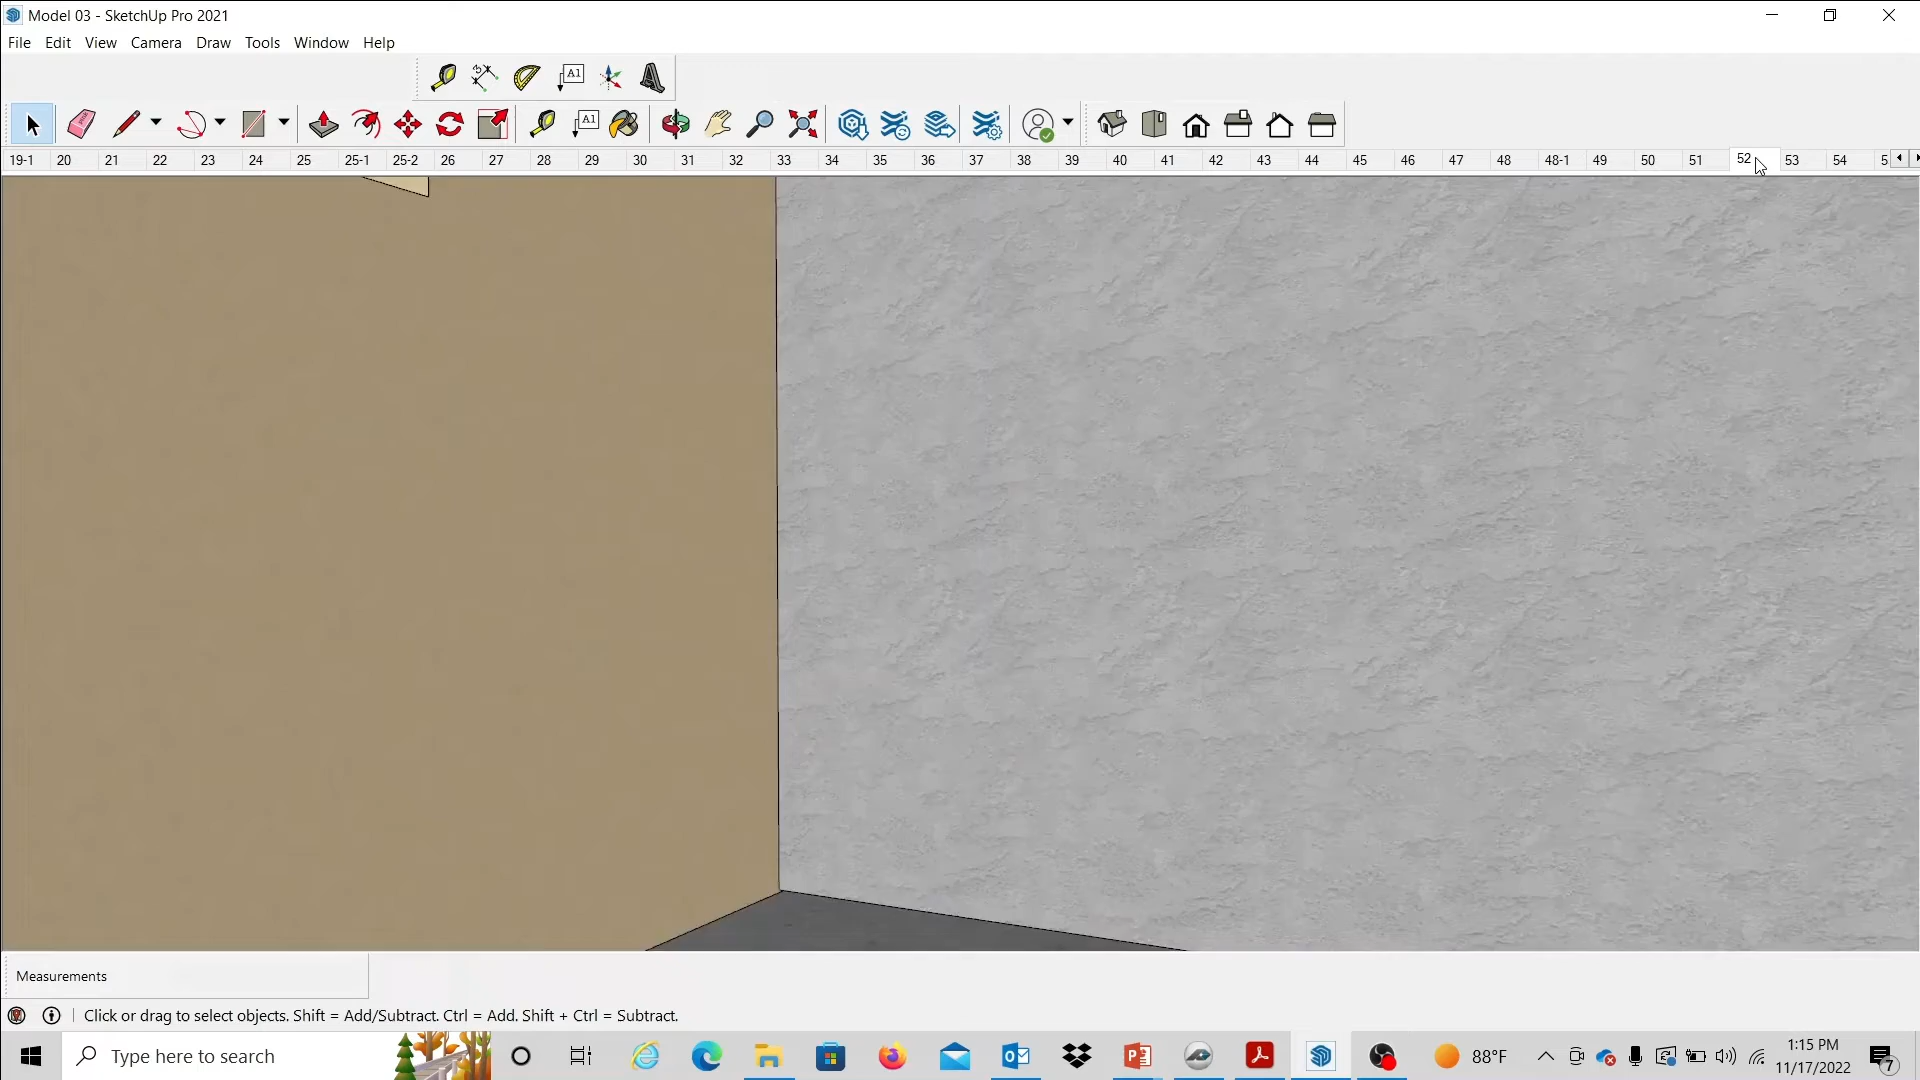 Model 03 - SketchUp Pro 2021
File Edit View Camera Draw Tools Window Help
A1
A1
19-1 20 21 22 23 24 25 25-1 25-2 26 27 28 29 30 31 32 33 34 35 36 37 38 39 40 41 42 43 44 45 46 47 48 48-1 49 50 51 52 53 54 5
Measurements
Click or drag to select objects. Shift = Add/Subtract. Ctrl = Add. Shift + Ctrl = Subtract.
Type here to search
88°F
1:15 PM
11/17/2022
7